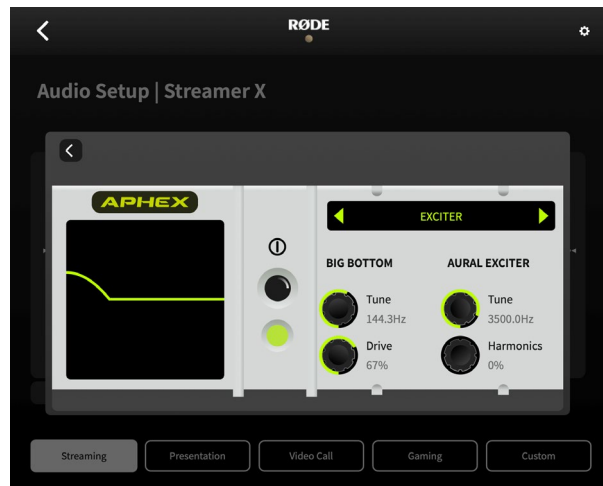 RØDE
Audio Setup | Streamer X
APHEX
EXCITER
BIG BOTTOM
AURAL EXCITER
Tune
144.3Hz
Tune
3500.0Hz
Drive
67%
Harmonics
0%
Streaming
Presentation
Video Call
Gaming
Custom